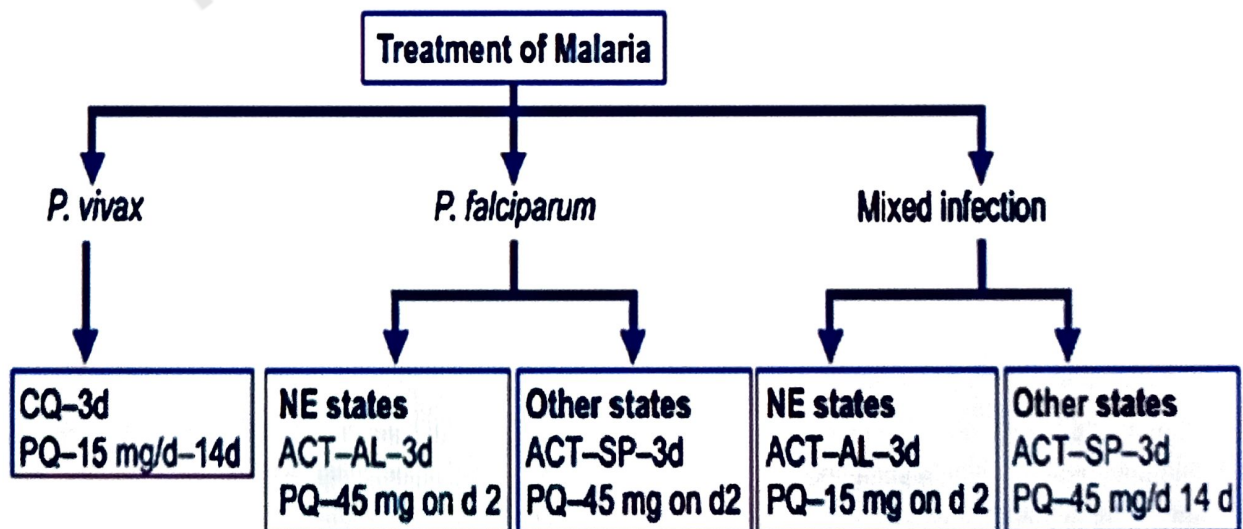 Treatment of Malaria
P. vivax
P. falciparum
Mixed infection
CQ–3d
PQ–15 mg/d–14d
NE states
ACT–AL–3d
PQ–45 mg on d 2
Other states
ACT–SP–3d
PQ–45 mg on d2
NE states
ACT–AL–3d
PQ–15 mg on d 2
Other states
ACT–SP–3d
PQ–45 mg/d 14 d